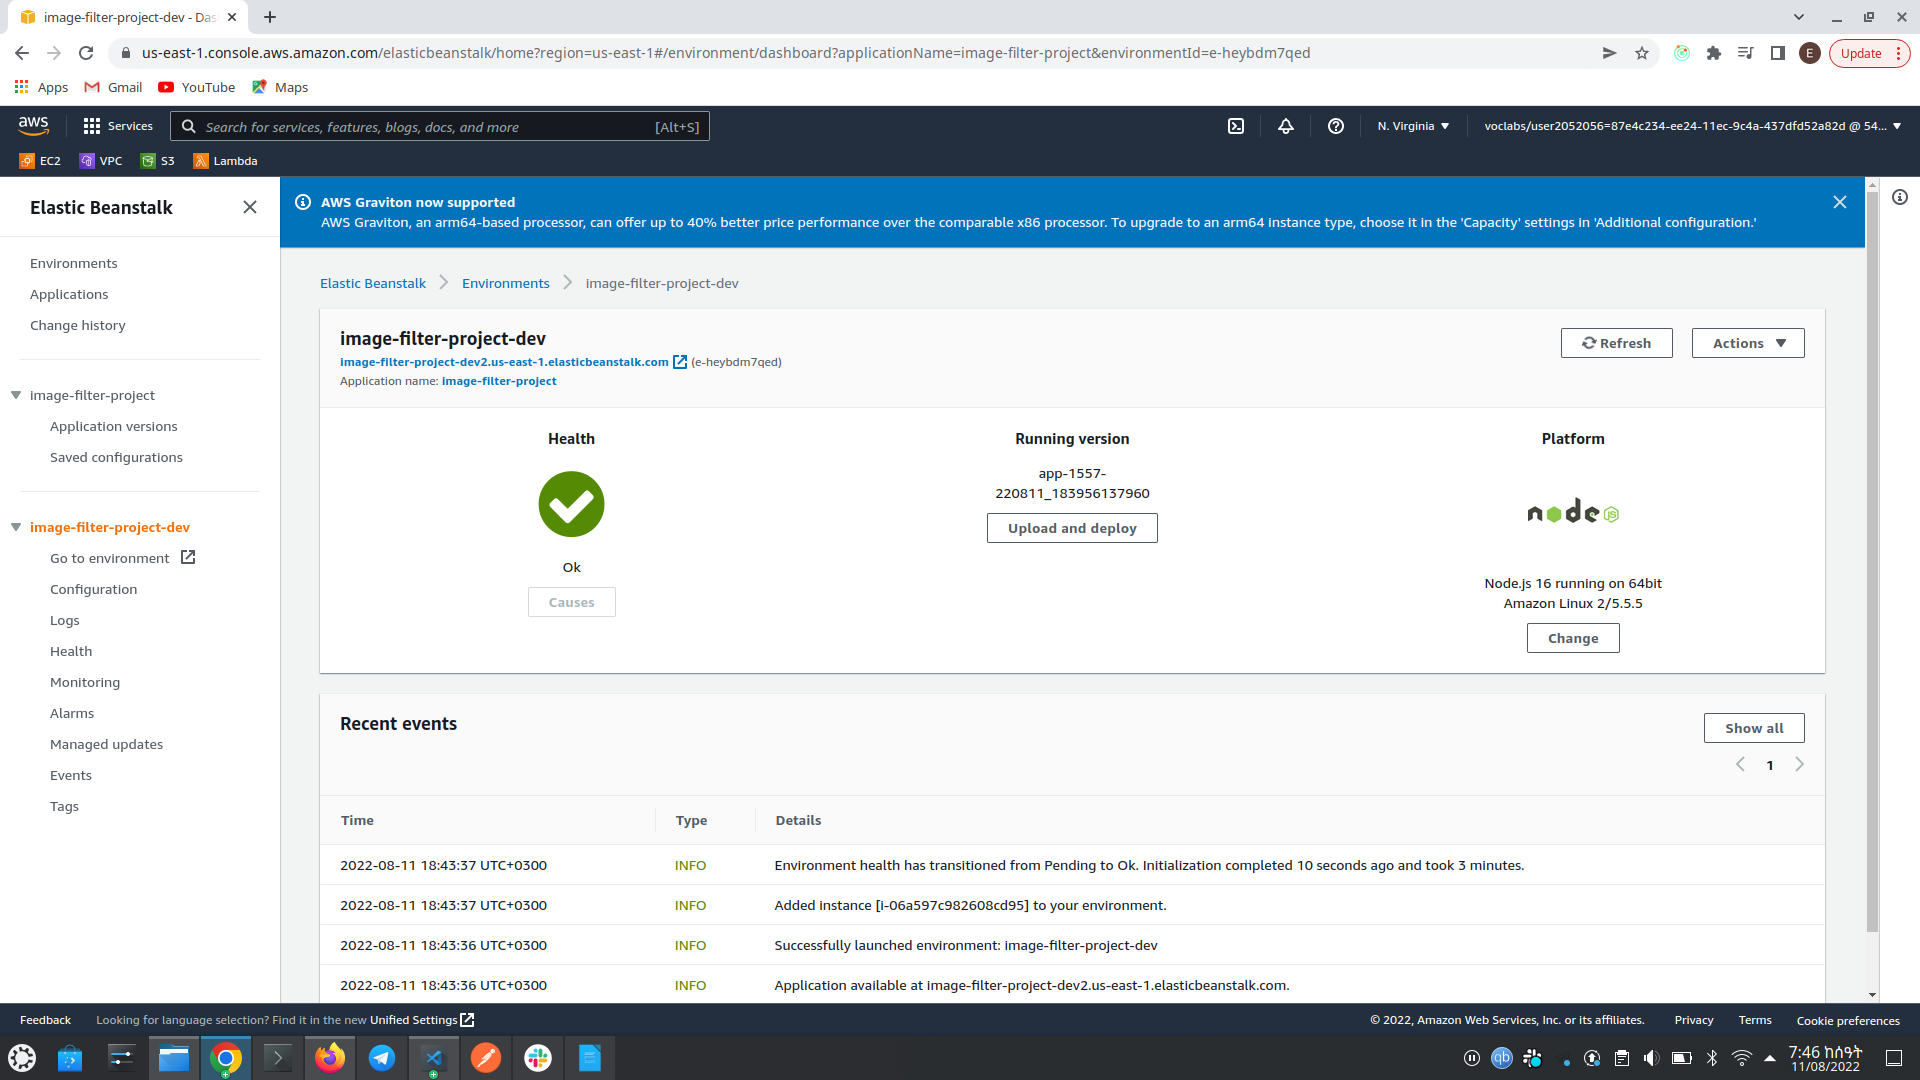 image-filter-project-dev - Das
us-east-1.console.aws.amazon.com/elasticbeanstalk/home?region=us-east-1#/environment/dashboard?applicationName=image-filter-project&environmentId=e-heybdm7qed
E
Update
Apps
Gmail
YouTube
Maps
aws
Services
Search for services, features, blogs, docs, and more
[Alt+S]
N. Virginia
voclabs/user2052056=87e4c234-ee24-11ec-9c4a-437dfd52a82d @ 54...
EC2
VPC
S3
Lambda
Elastic Beanstalk
Environments
Applications
Change history
image-filter-project
Application versions
Saved configurations
image-filter-project-dev
Go to environment
Configuration
Logs
Health
Monitoring
Alarms
Managed updates
Events
Tags
AWS Graviton now supported
AWS Graviton, an arm64-based processor, can offer up to 40% better price performance over the comparable x86 processor. To upgrade to an arm64 instance type, choose it in the 'Capacity' settings in 'Additional configuration.'
Elastic Beanstalk
Environments
image-filter-project-dev
image-filter-project-dev
image-filter-project-dev2.us-east-1.elasticbeanstalk.com (e-heybdm7qed)
Application name: image-filter-project
Refresh
Actions
Health
Ok
Causes
Running version
app-1557-
220811_183956137960
Upload and deploy
Platform
node JS
Node.js 16 running on 64bit
Amazon Linux 2/5.5.5
Change
Recent events
Show all
1
Time Type Details
2022-08-11 18:43:37 UTC+0300 INFO Environment health has transitioned from Pending to Ok. Initialization completed 10 seconds ago and took 3 minutes.
2022-08-11 18:43:37 UTC+0300 INFO Added instance [i-06a597c982608cd95] to your environment.
2022-08-11 18:43:36 UTC+0300 INFO Successfully launched environment: image-filter-project-dev
2022-08-11 18:43:36 UTC+0300 INFO Application available at image-filter-project-dev2.us-east-1.elasticbeanstalk.com.
Feedback
Looking for language selection? Find it in the new Unified Settings
© 2022, Amazon Web Services, Inc. or its affiliates.
Privacy
Terms
Cookie preferences
qb
7:46 ከሰዓት
11/08/2022